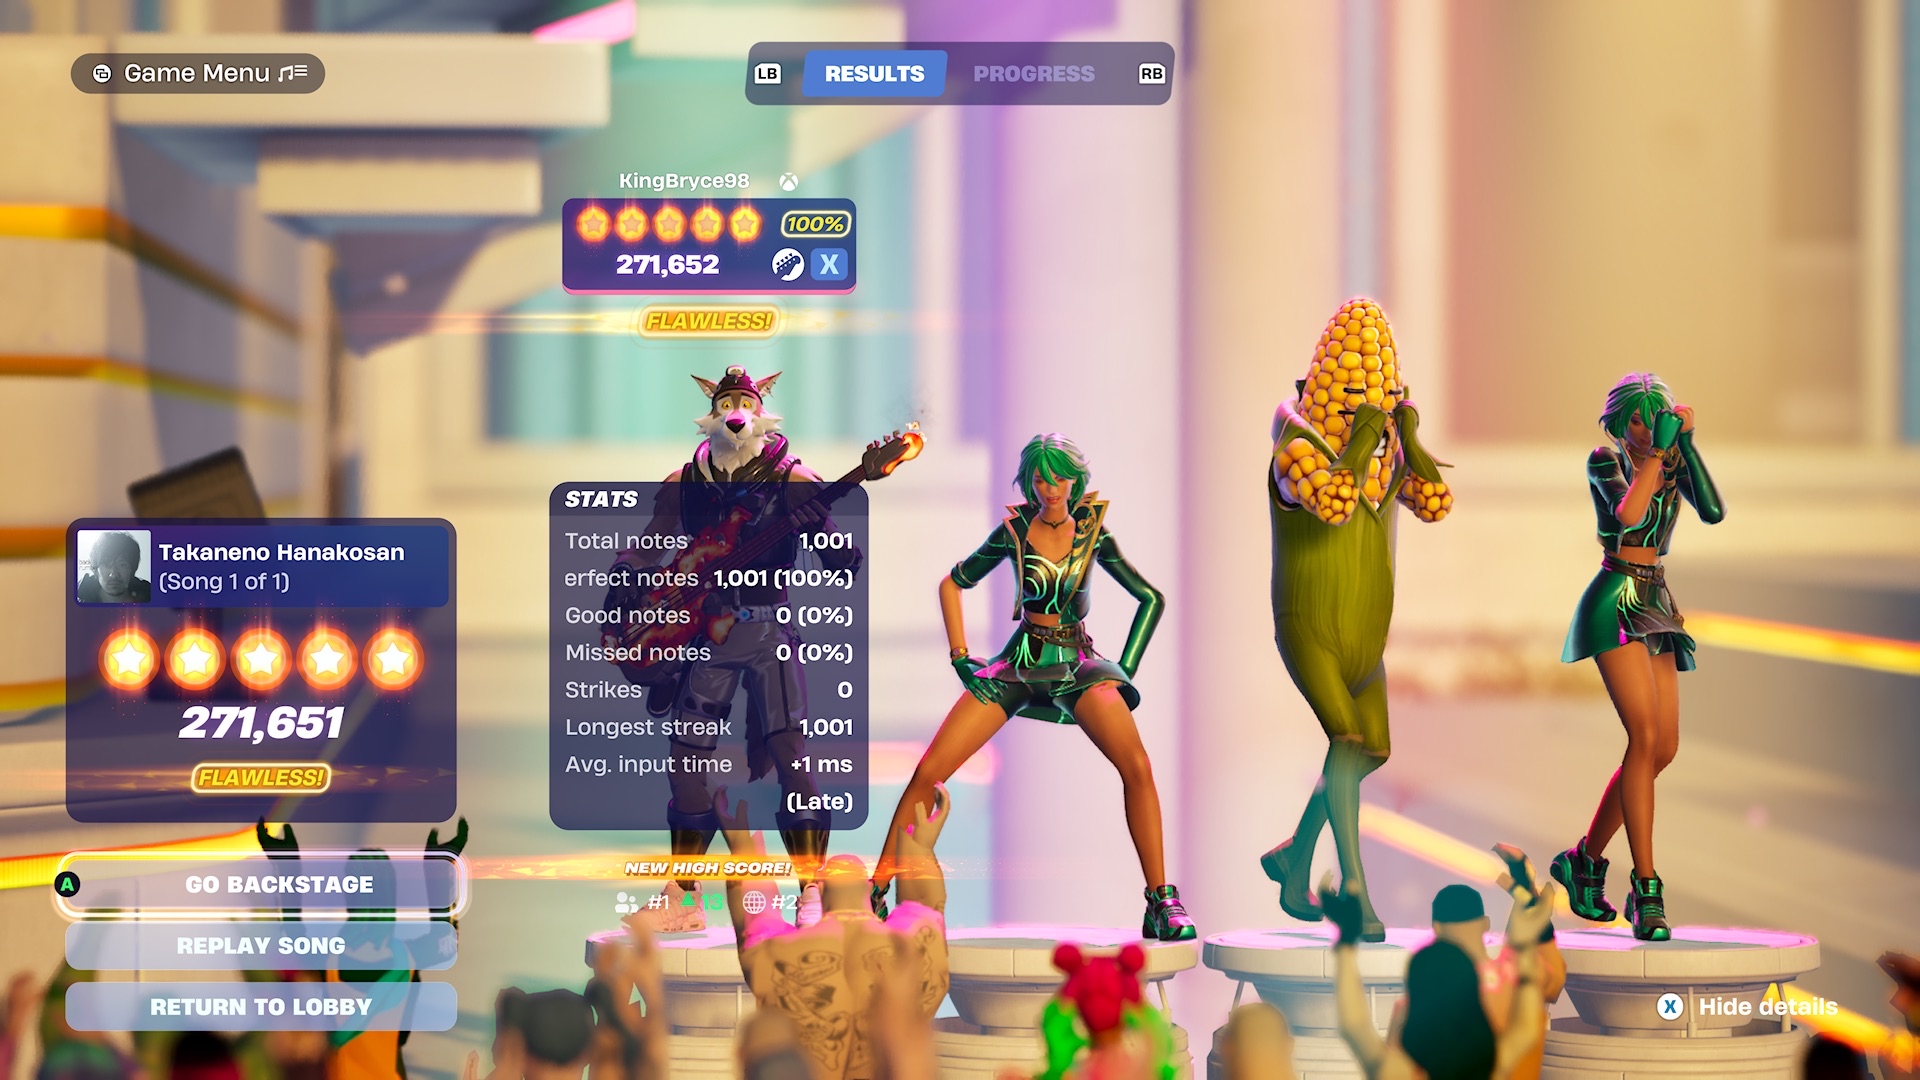 Game Menu
LB
RESULTS
PROGRESS
RB
KingBryce98
100%
271,652
X
FLAWLESS!
Takaneno Hanakosan
(Song 1 of 1)
271,651
FLAWLESS!
STATS
Total notes 1,001
erfect notes 1,001 (100%)
Good notes 0 (0%)
Missed notes 0 (0%)
Strikes 0
Longest streak 1,001
Avg. input time +1 ms
(Late)
NEW HIGH SCORE!
#1 13 #2
A GO BACKSTAGE
REPLAY SONG
RETURN TO LOBBY
X Hide details